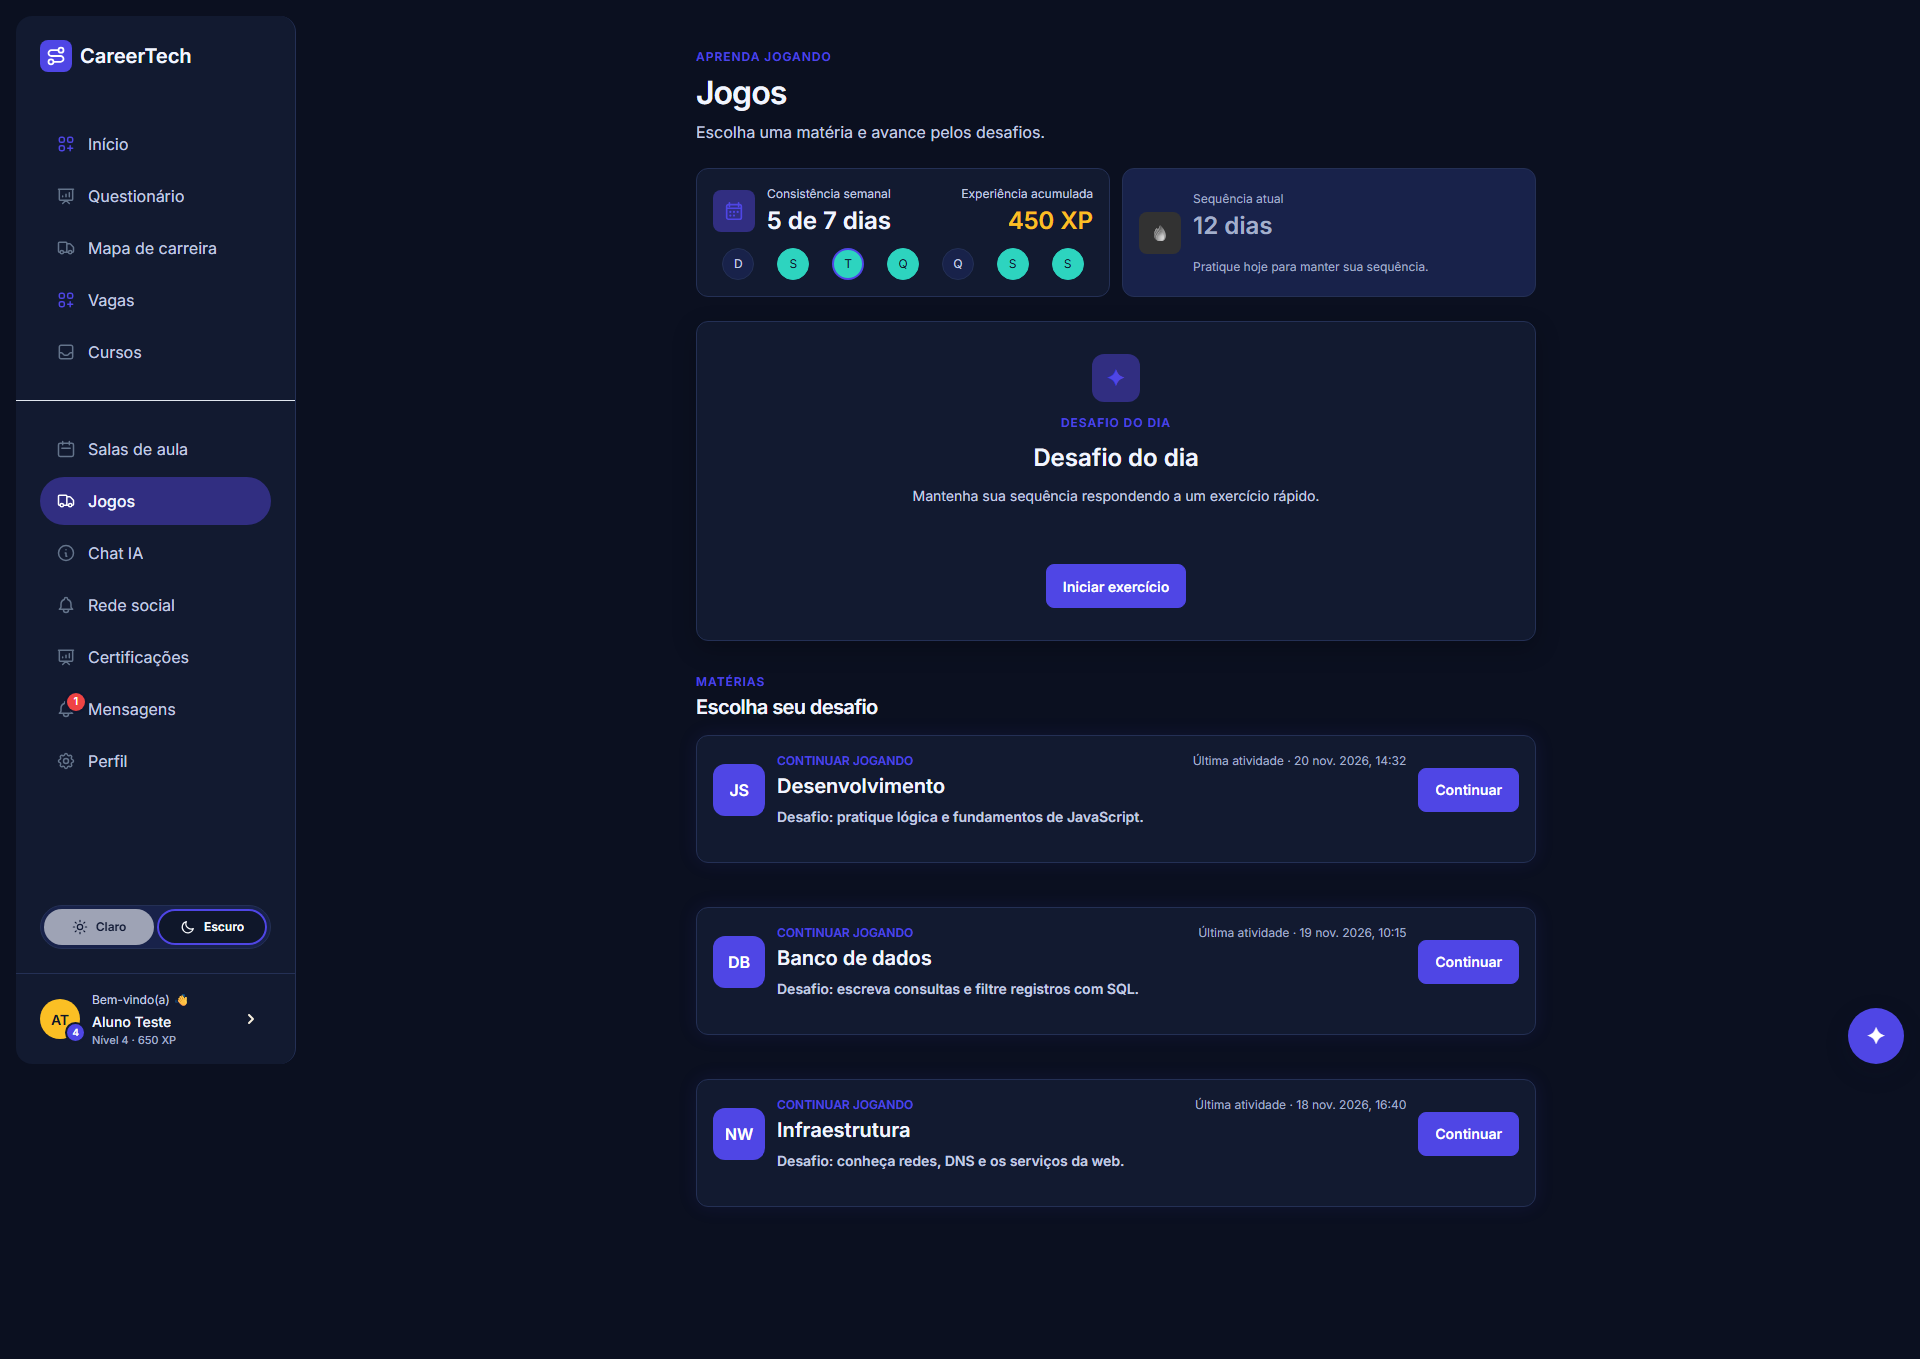 CareerTech
Início
Questionário
Mapa de carreira
Vagas
Cursos
Salas de aula
Jogos
Chat IA
Rede social
Certificações
1
Mensagens
Perfil
Claro
Escuro
Bem-vindo(a) 👋
AT
4
Aluno Teste
Nível 4 · 650 XP
APRENDA JOGANDO
Jogos
Escolha uma matéria e avance pelos desafios.
Consistência semanal
5 de 7 dias
Experiência acumulada
450 XP
D S T Q Q S S
Sequência atual
12 dias
Pratique hoje para manter sua sequência.
DESAFIO DO DIA
Desafio do dia
Mantenha sua sequência respondendo a um exercício rápido.
Iniciar exercício
MATÉRIAS
Escolha seu desafio
JS
CONTINUAR JOGANDO
Última atividade · 20 nov. 2026, 14:32
Desenvolvimento
Desafio: pratique lógica e fundamentos de JavaScript.
Continuar
DB
CONTINUAR JOGANDO
Última atividade · 19 nov. 2026, 10:15
Banco de dados
Desafio: escreva consultas e filtre registros com SQL.
Continuar
NW
CONTINUAR JOGANDO
Última atividade · 18 nov. 2026, 16:40
Infraestrutura
Desafio: conheça redes, DNS e os serviços da web.
Continuar